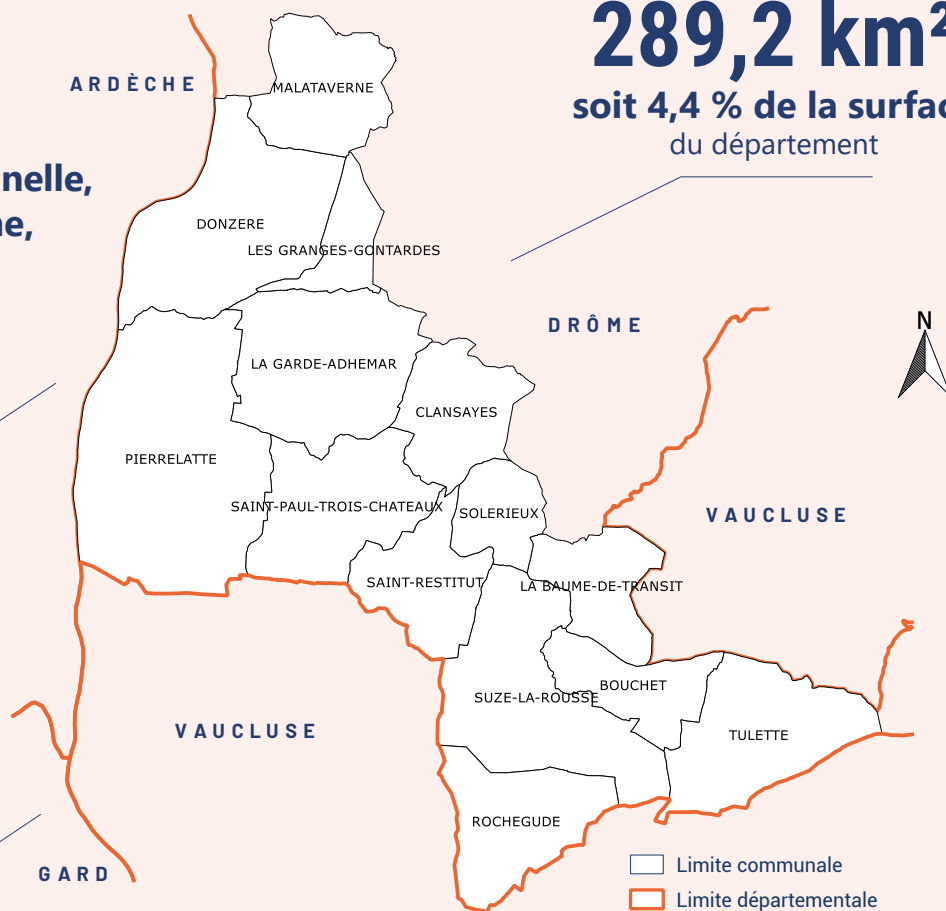 289,2 km²
soit 4,4 % de la surfac
du département
ARDÈCHE
MALATAVERNE
nelle,
e,
DONZERE
LES GRANGES-GONTARDES
DRÔME
N
LA GARDE-ADHEMAR
CLANSAYES
PIERRELATTE
SAINT-PAUL-TROIS-CHATEAUX
SOLERIEUX
VAUCLUSE
SAINT-RESTITUT
LA BAUME-DE-TRANSIT
BOUCHET
SUZE-LA-ROUSSE
VAUCLUSE
TULETTE
ROCHEGUDE
GARD
Limite communale
Limite départementale